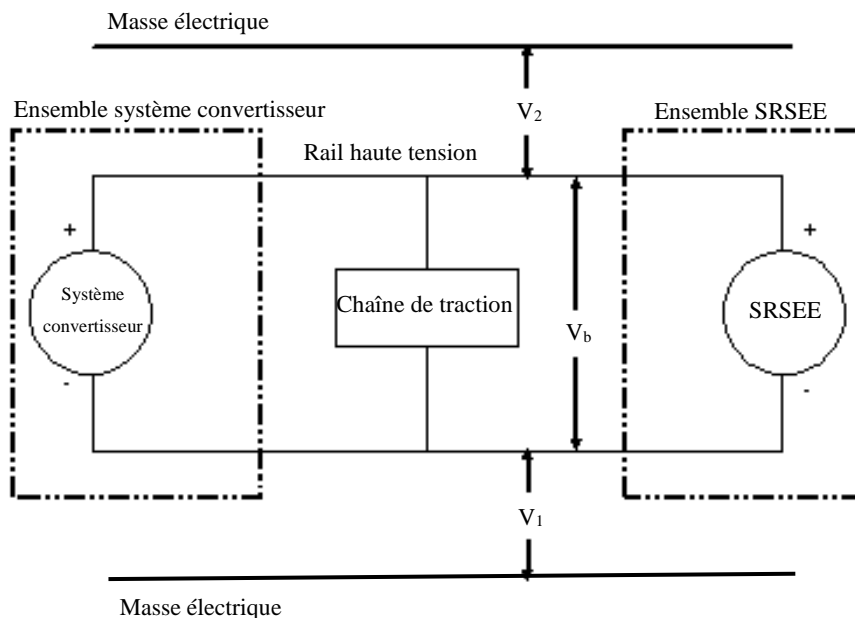 Masse électrique
Ensemble système convertisseur
V2
Ensemble SRSEE
Rail haute tension
+
+
Système
convertisseur
Chaîne de traction
Vb
SRSEE
-
-
V1
Masse électrique